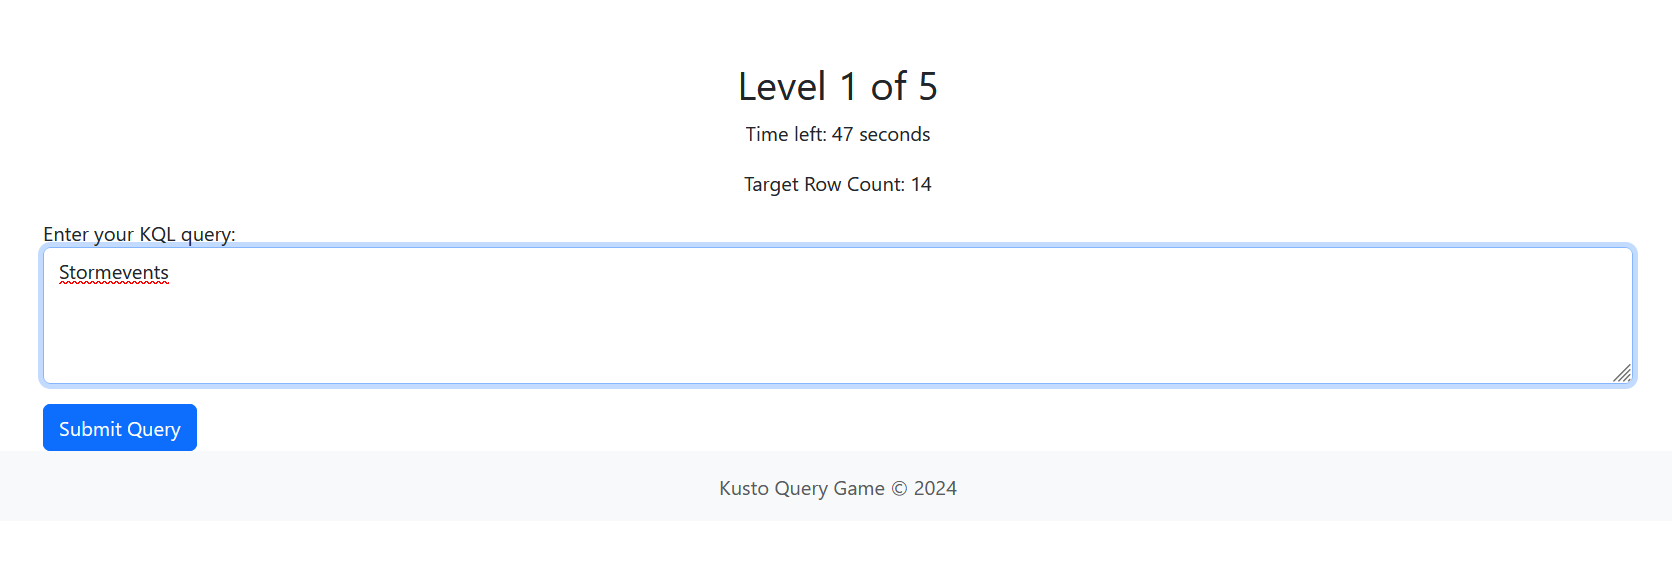 Level 1 of 5
Time left: 47 seconds
Target Row Count: 14
Enter your KQL query:
Stormevents
Submit Query
Kusto Query Game © 2024